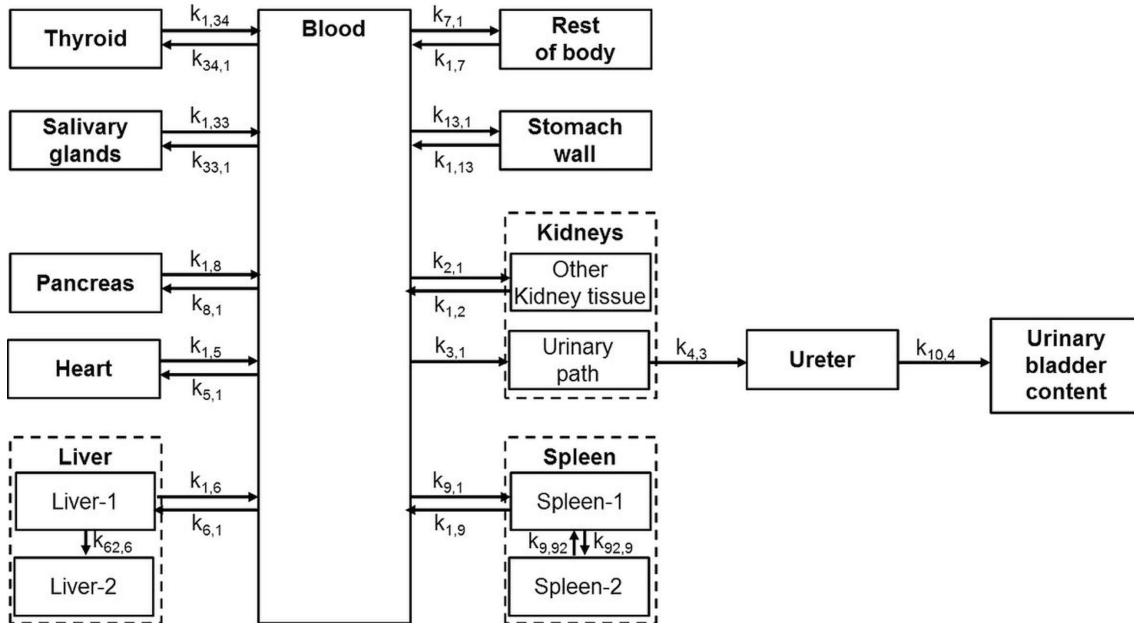 Thyroid
k1,34
k34,1
Blood
k7,1
k1,7
Rest
of body
Salivary
glands
k1,33
k33,1
k13,1
k1,13
Stomach
wall
Pancreas
k1,8
k8,1
k2,1
k1,2
Kidneys
Other
Kidney tissue
Heart
k1,5
k5,1
k3,1
Urinary
path
k4,3
Ureter
k10,4
Urinary
bladder
content
Liver
Liver-1
k1,6
k6,1
k62,6
Liver-2
k9,1
k1,9
Spleen
Spleen-1
k9,92
k92,9
Spleen-2